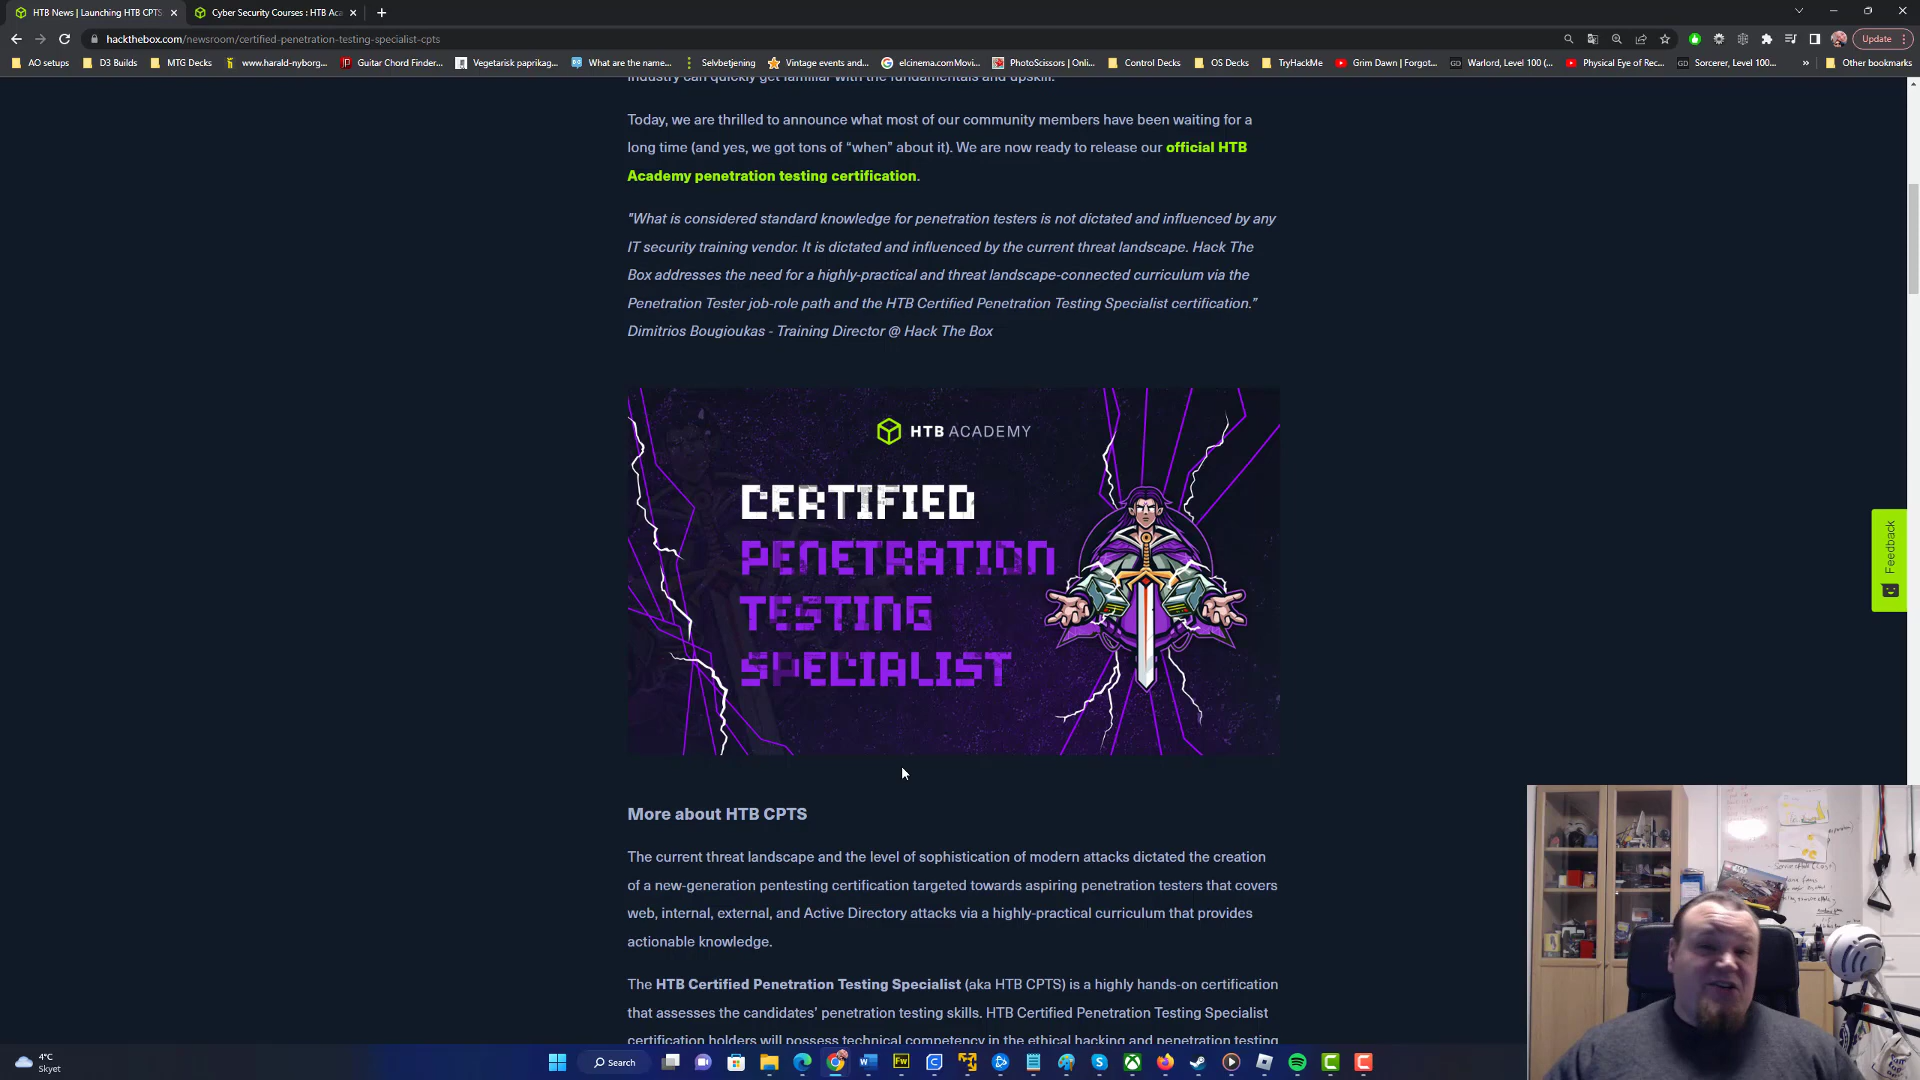 HTB News | Launching HTB CPTS
Cyber Security Courses : HTB Aca
hackthebox.com/newsroom/certified-penetration-testing-specialist-cpts
Update
AO setups
D3 Builds
MTG Decks
www.harald-nyborg...
Guitar Chord Finder...
Vegetarisk paprikag...
What are the name...
Selvbetjening
Vintage events and...
elcinema.comMovi...
PhotoScissors | Onli...
Control Decks
OS Decks
TryHackMe
Grim Dawn | Forgot...
Warlord, Level 100 (...
Physical Eye of Rec...
Sorcerer, Level 100...
»
Other bookmarks
industry can quickly get familiar with the fundamentals and upskill.
Today, we are thrilled to announce what most of our community members have been waiting for a
long time (and yes, we got tons of “when” about it). We are now ready to release our official HTB
Academy penetration testing certification.
"What is considered standard knowledge for penetration testers is not dictated and influenced by any
IT security training vendor. It is dictated and influenced by the current threat landscape. Hack The
Box addresses the need for a highly-practical and threat landscape-connected curriculum via the
Penetration Tester job-role path and the HTB Certified Penetration Testing Specialist certification.”
Dimitrios Bougioukas - Training Director @ Hack The Box
HTB ACADEMY
CERTIFIED
PENETRATION
TESTING
SPECIALIST
Feedback
More about HTB CPTS
The current threat landscape and the level of sophistication of modern attacks dictated the creation
of a new-generation pentesting certification targeted towards aspiring penetration testers that covers
web, internal, external, and Active Directory attacks via a highly-practical curriculum that provides
actionable knowledge.
The HTB Certified Penetration Testing Specialist (aka HTB CPTS) is a highly hands-on certification
that assesses the candidates’ penetration testing skills. HTB Certified Penetration Testing Specialist
certification holders will possess technical competency in the ethical hacking and penetration testing
4°C
Skyet
Search
Fw